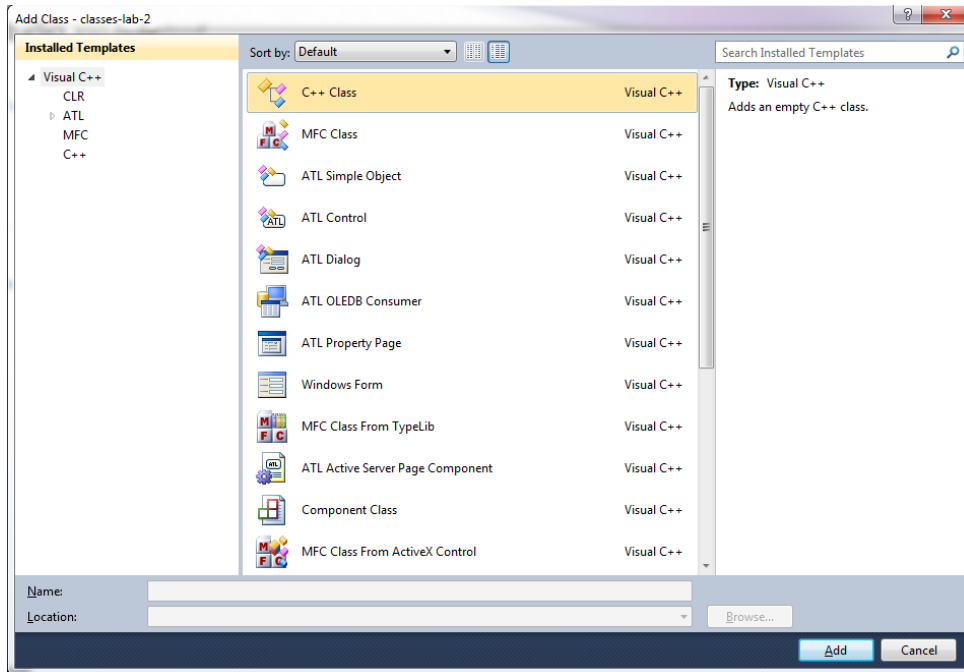 Add Class - classes-lab-2
Installed Templates
Sort by: Default
Search Installed Templates
Visual C++
CLR
ATL
MFC
C++
C++ Class Visual C++
MFC Class Visual C++
ATL Simple Object Visual C++
ATL Control Visual C++
ATL Dialog Visual C++
ATL OLEDB Consumer Visual C++
ATL Property Page Visual C++
Windows Form Visual C++
MFC Class From TypeLib Visual C++
ATL Active Server Page Component Visual C++
Component Class Visual C++
MFC Class From ActiveX Control Visual C++
Type: Visual C++
Adds an empty C++ class.
Name:
Location:
Browse...
Add
Cancel